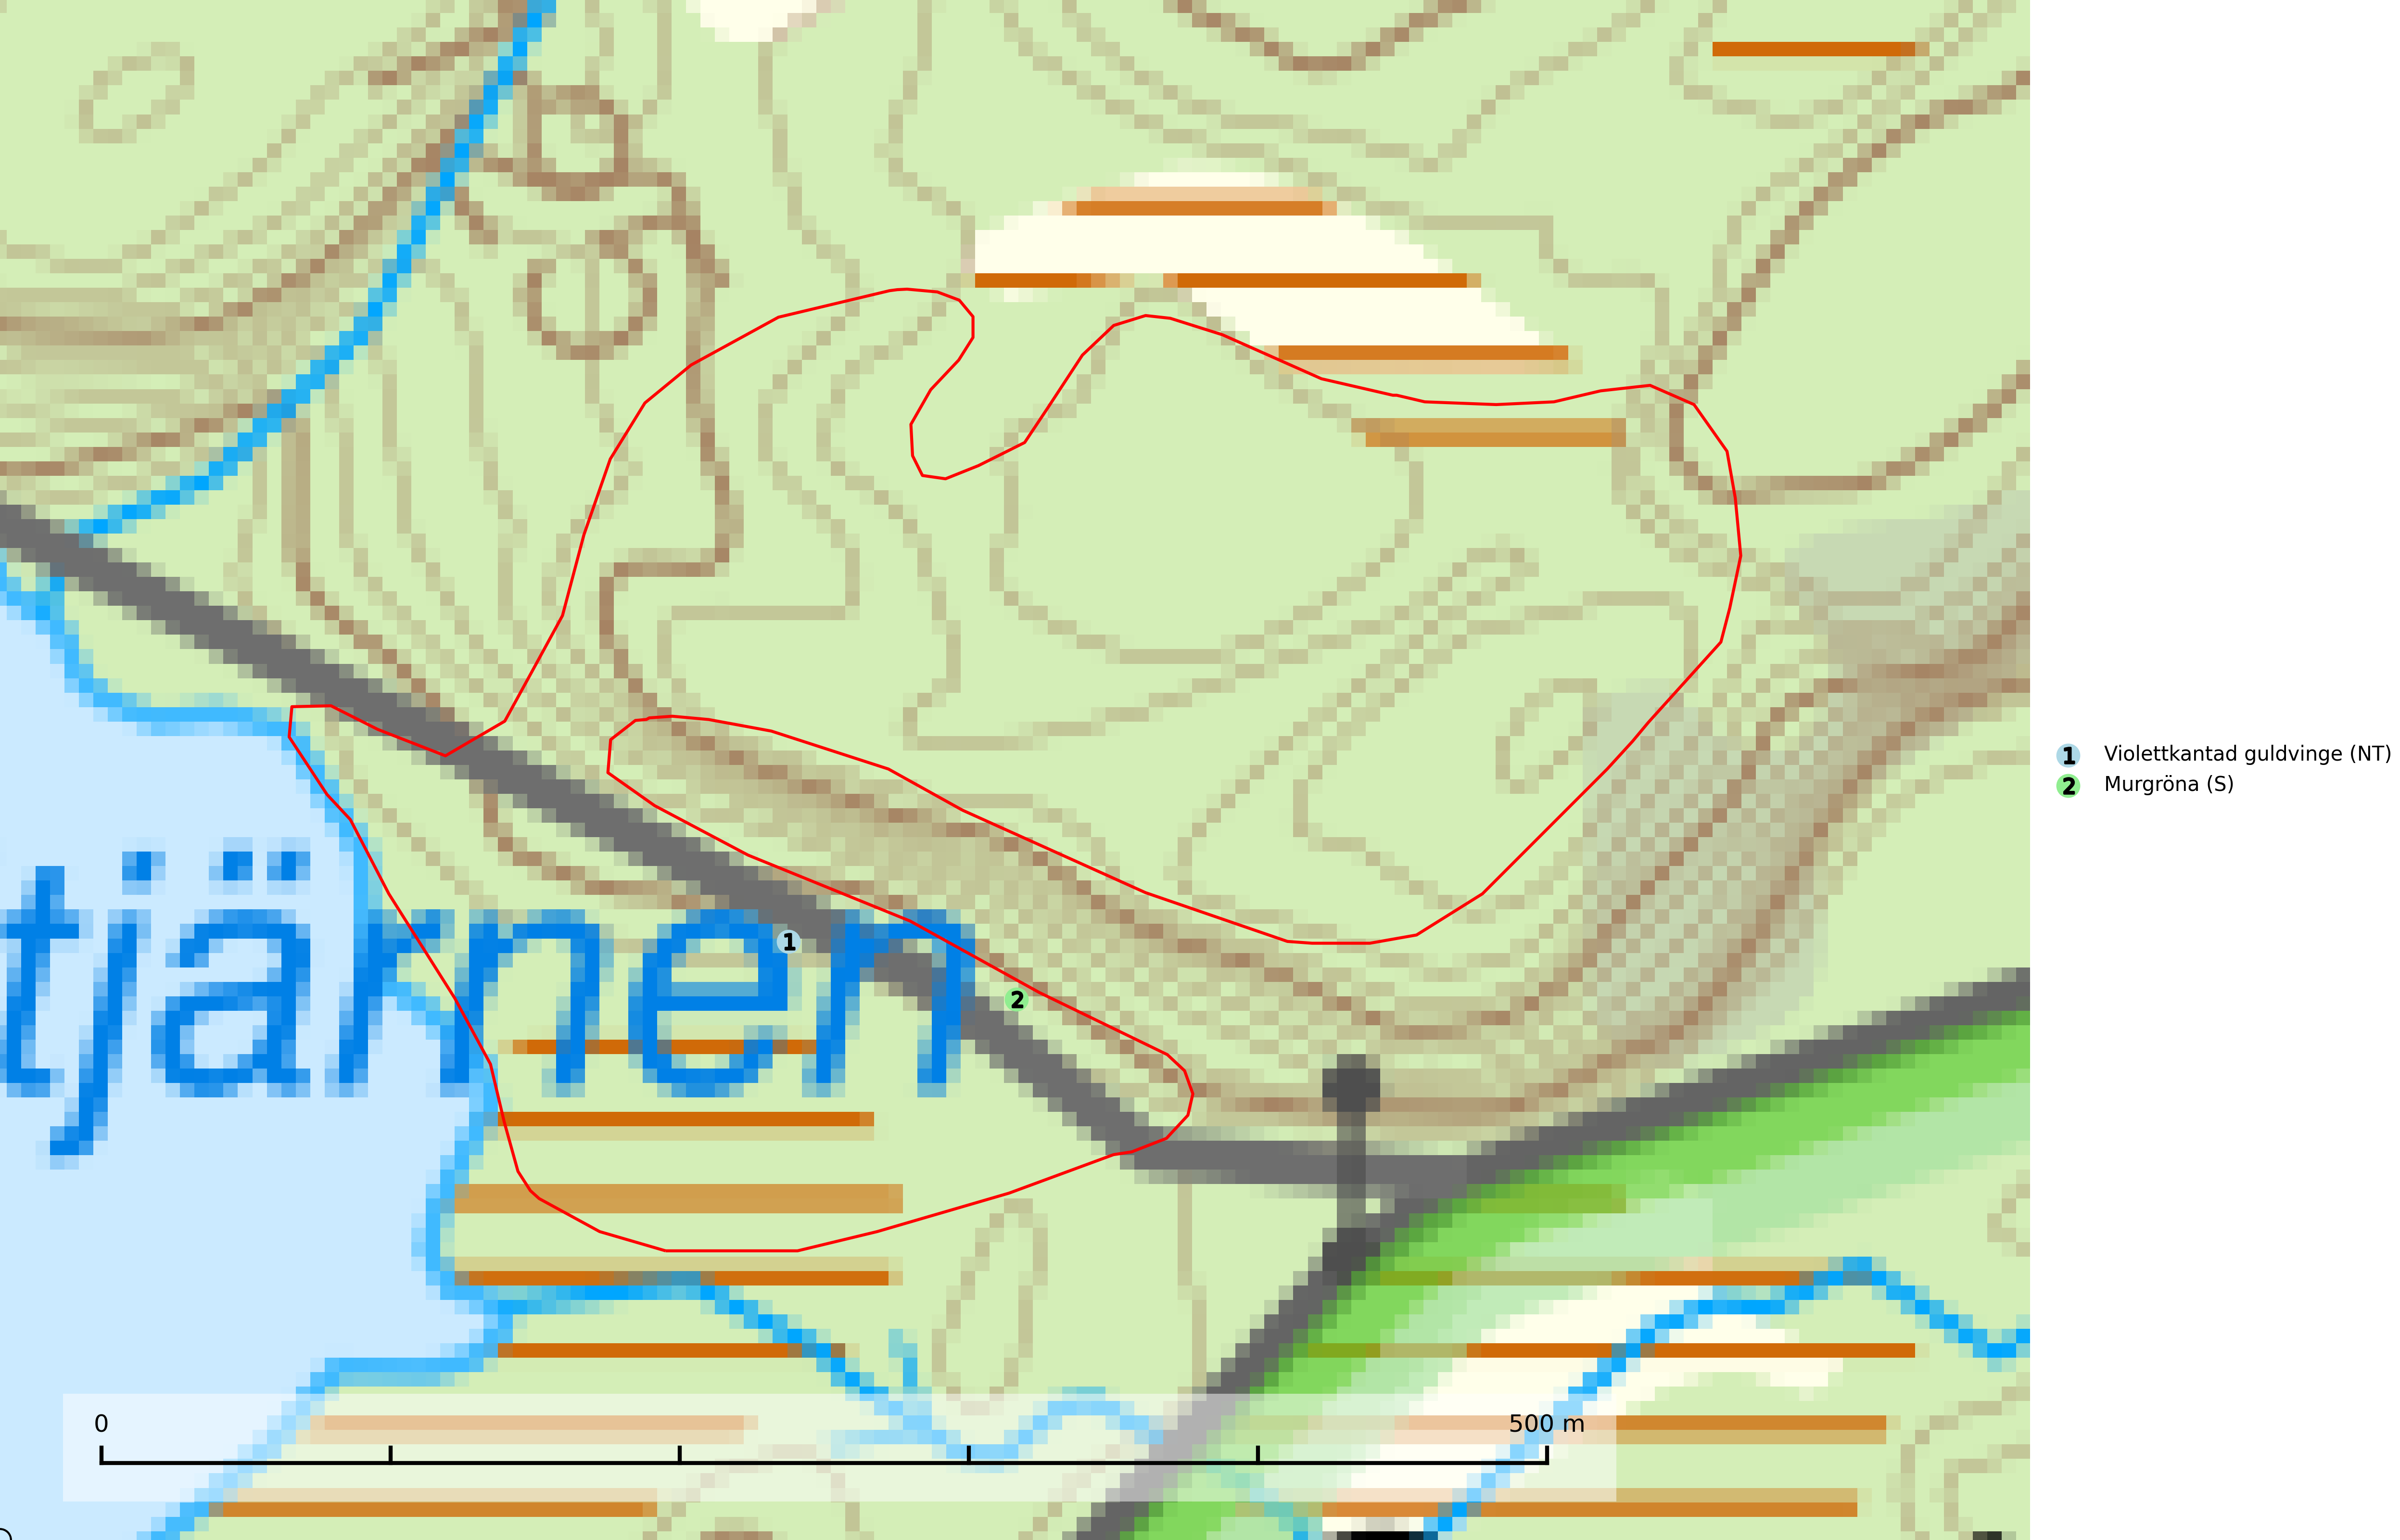 tjärnen
1
2
1 Violettkantad guldvinge (NT)
2 Murgröna (S)
0 500 m